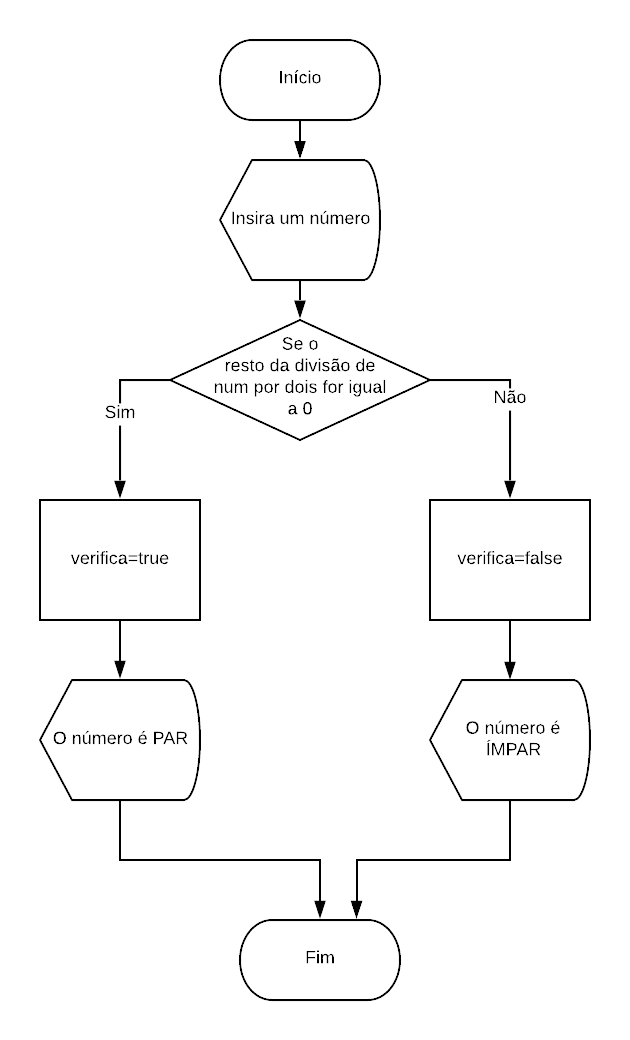 Início
Insira um número
Se o
resto da divisão de
num por dois for igual
a 0
Sim
Não
verifica=true
verifica=false
O número é PAR
O número é
ÍMPAR
Fim